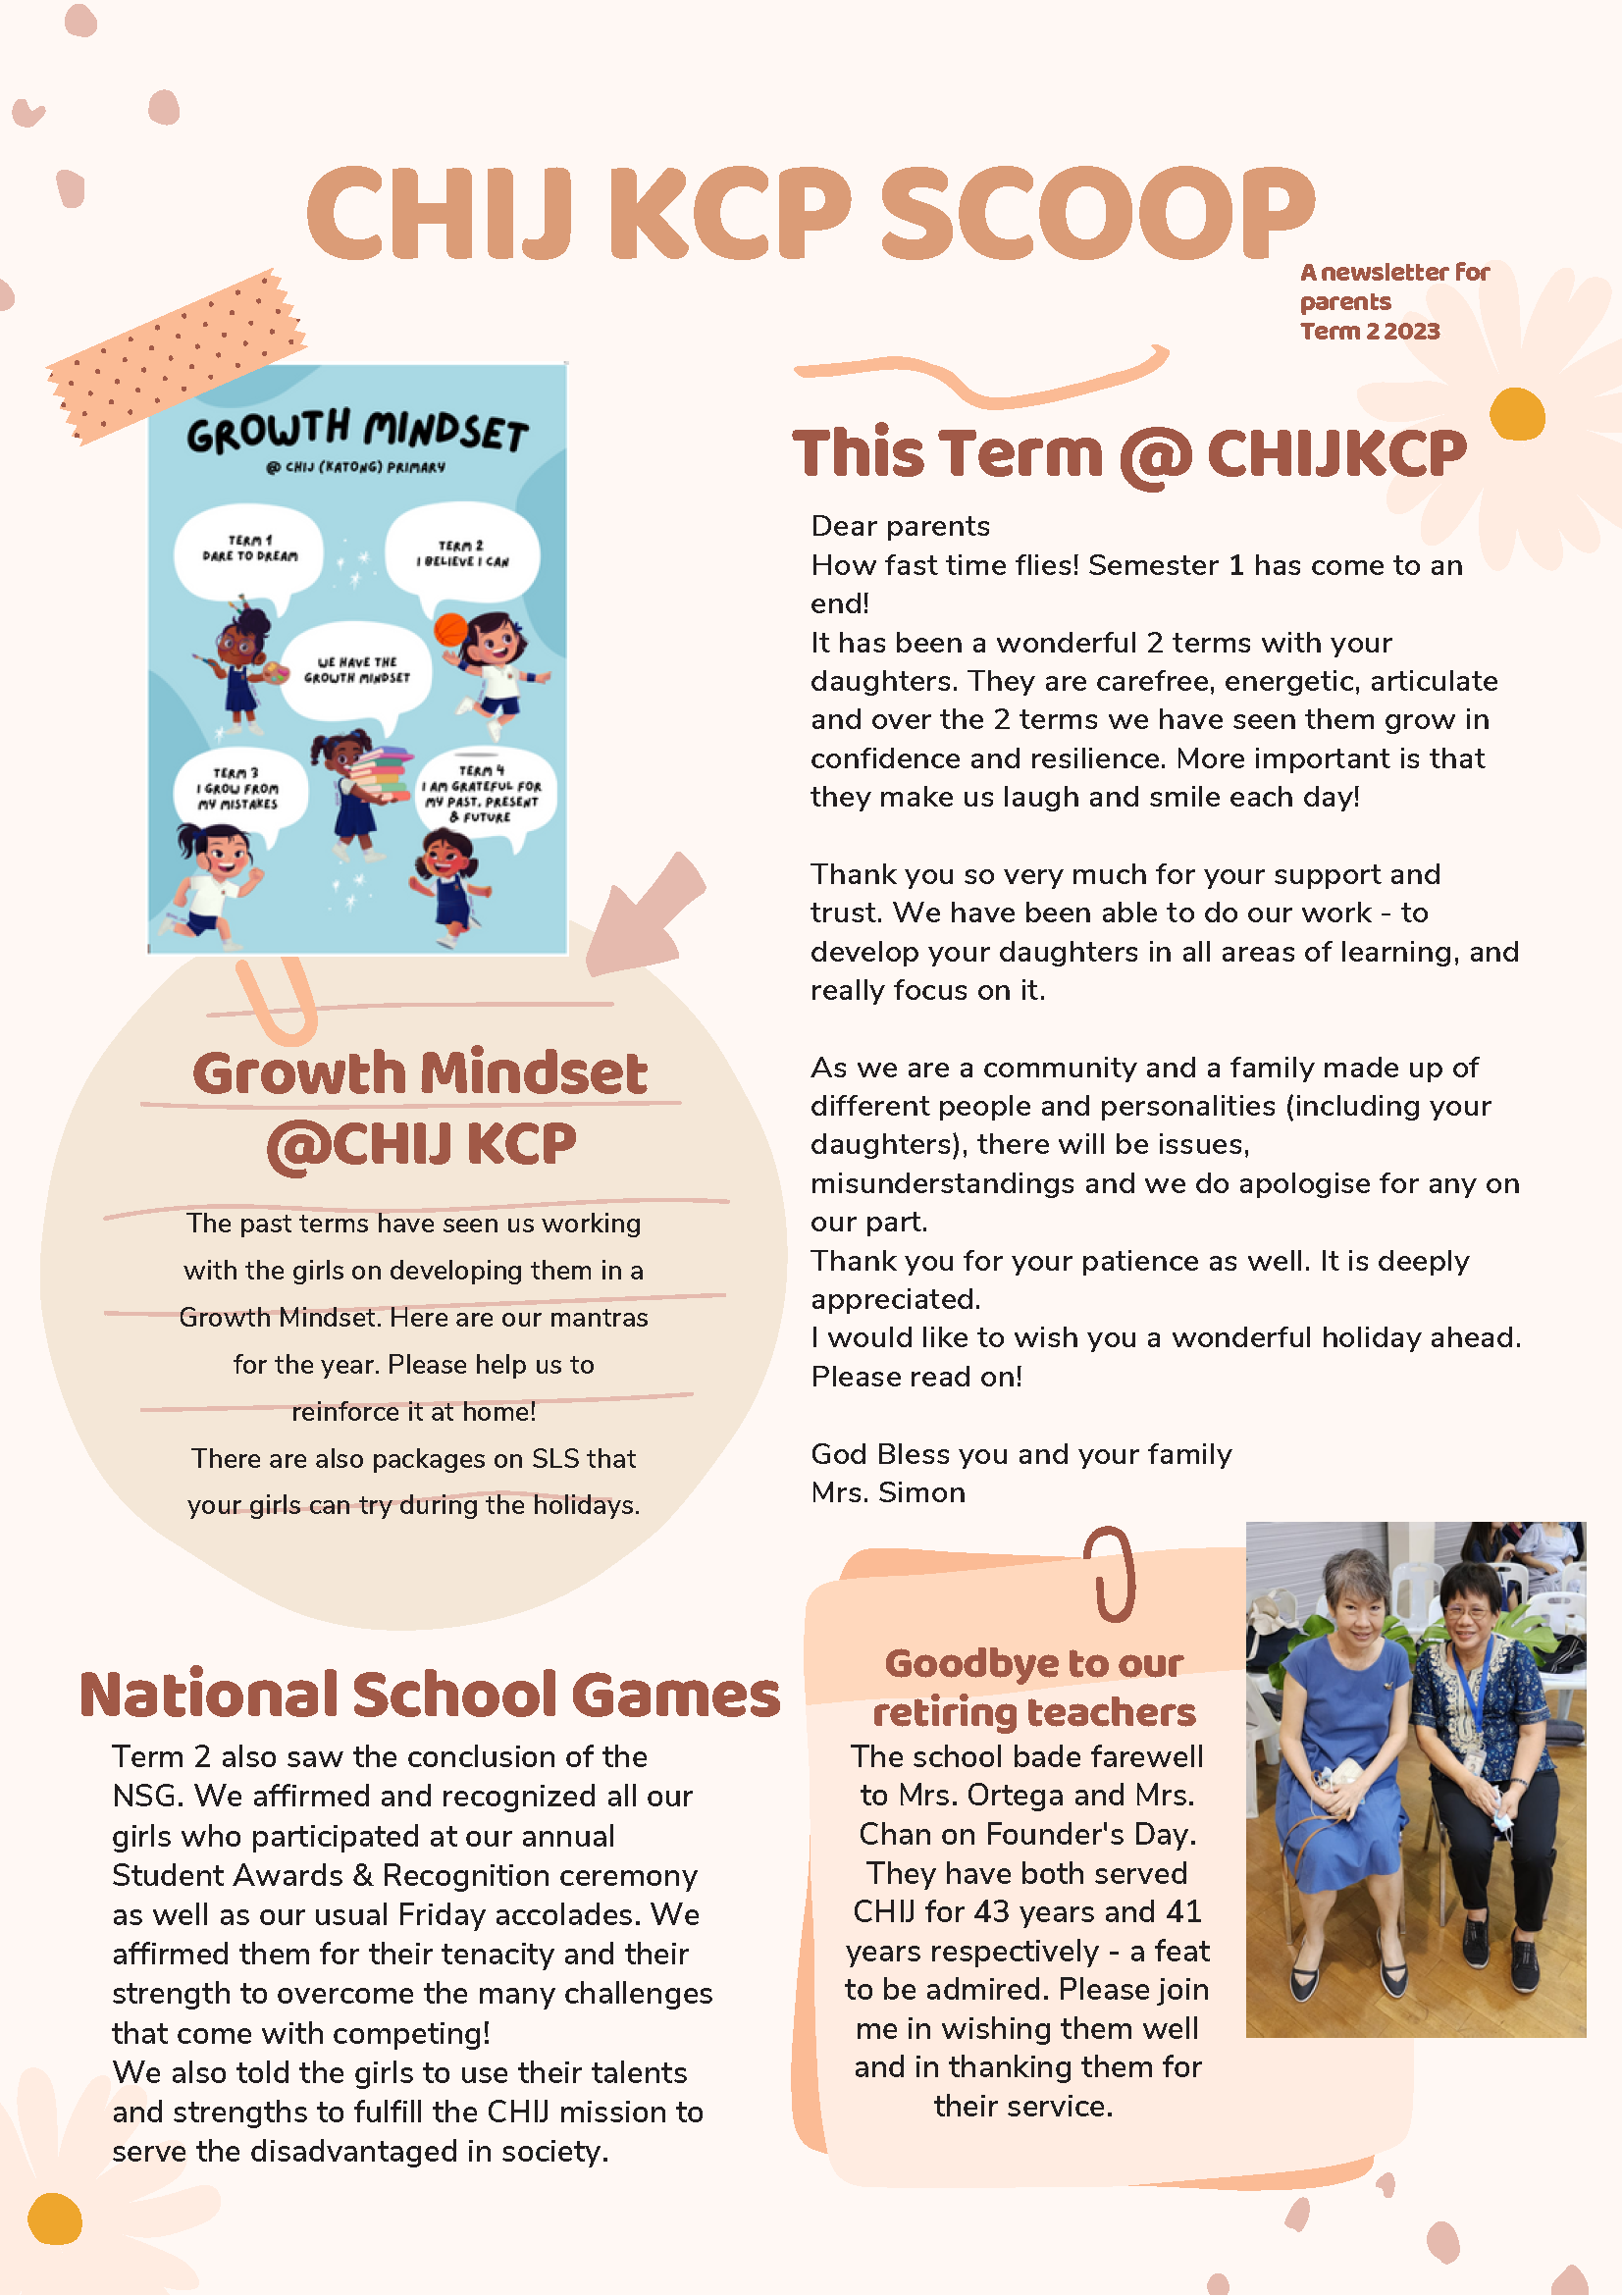 CHIJ KCP SCOOP
A newsletter for
parents
Term 2 2023
GROWTH MINDSET
@ CHIJ (KATONG) PRIMARY
TERM 1
DARE TO DREAM
TERM 2
I BELIEVE I CAN
WE HAVE THE
GROWTH MINDSET
TERM 3
I GROW FROM
MY MISTAKES
TERM 4
I AM GRATEFUL FOR
MY PAST, PRESENT
& FUTURE
Growth Mindset
@CHIJ KCP
The past terms have seen us working
with the girls on developing them in a
Growth Mindset. Here are our mantras
for the year. Please help us to
reinforce it at home!
There are also packages on SLS that
your girls can try during the holidays.
This Term @ CHIJKCP
Dear parents
How fast time flies! Semester 1 has come to an
end!
It has been a wonderful 2 terms with your
daughters. They are carefree, energetic, articulate
and over the 2 terms we have seen them grow in
confidence and resilience. More important is that
they make us laugh and smile each day!
Thank you so very much for your support and
trust. We have been able to do our work - to
develop your daughters in all areas of learning, and
really focus on it.
As we are a community and a family made up of
different people and personalities (including your
daughters), there will be issues,
misunderstandings and we do apologise for any on
our part.
Thank you for your patience as well. It is deeply
appreciated.
I would like to wish you a wonderful holiday ahead.
Please read on!
God Bless you and your family
Mrs. Simon
National School Games
Term 2 also saw the conclusion of the
NSG. We affirmed and recognized all our
girls who participated at our annual
Student Awards & Recognition ceremony
as well as our usual Friday accolades. We
affirmed them for their tenacity and their
strength to overcome the many challenges
that come with competing!
We also told the girls to use their talents
and strengths to fulfill the CHIJ mission to
serve the disadvantaged in society.
Goodbye to our
retiring teachers
The school bade farewell
to Mrs. Ortega and Mrs.
Chan on Founder's Day.
They have both served
CHIJ for 43 years and 41
years respectively - a feat
to be admired. Please join
me in wishing them well
and in thanking them for
their service.